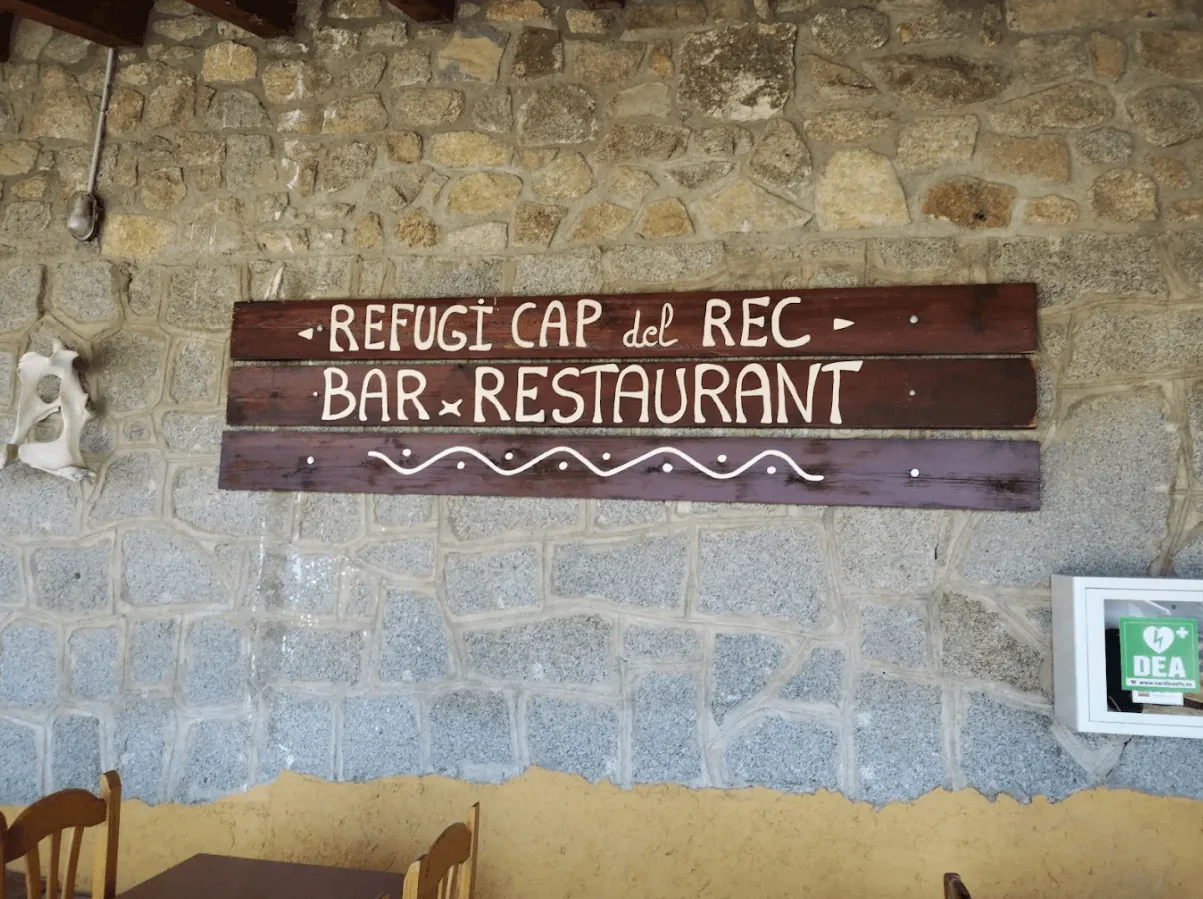 REFUGI CAP del REC
BAR x RESTAURANT
DEA